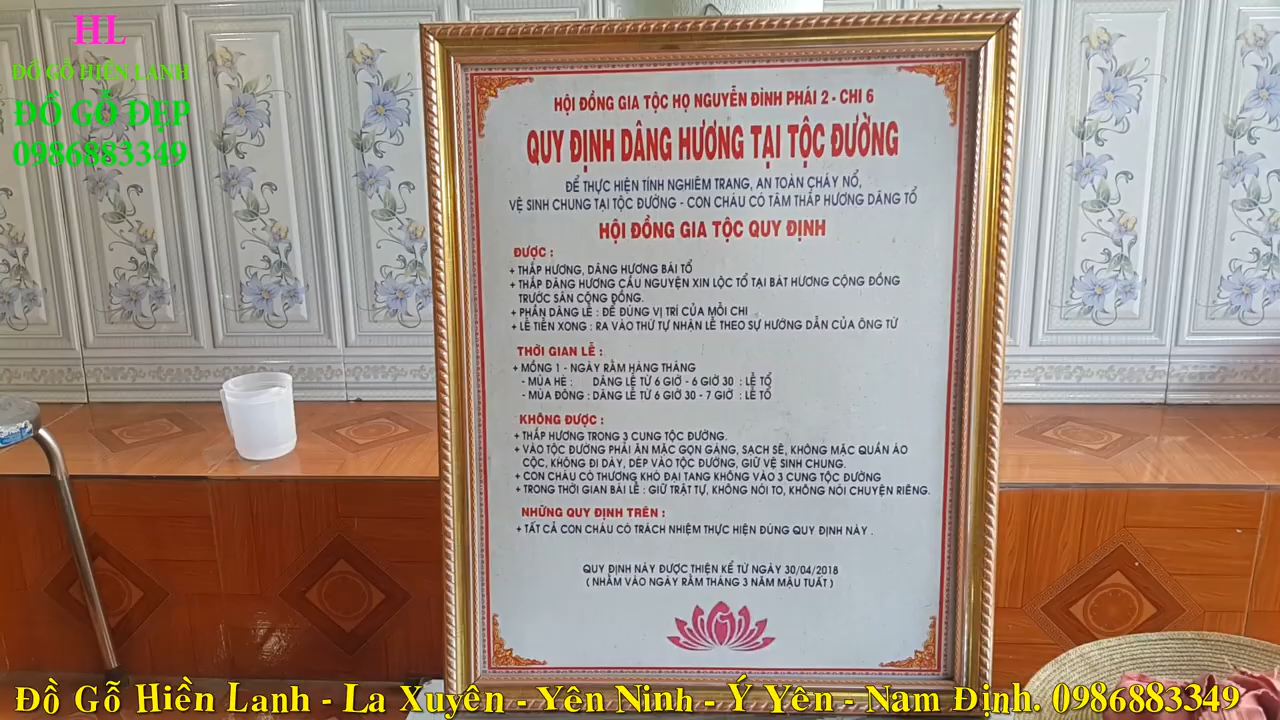 HL
ĐỒ GỖ HIỀN LANH
ĐỒ GỖ ĐẸP
0986883349
HỘI ĐỒNG GIA TỘC HỌ NGUYỄN ĐÌNH PHÁI 2 - CHI 6
QUY ĐỊNH DÂNG HƯƠNG TẠI TỘC ĐƯỜNG
ĐỂ THỰC HIỆN TÍNH NGHIÊM TRANG, AN TOÀN CHÁY NỔ,
VỆ SINH CHUNG TẠI TỘC ĐƯỜNG - CON CHÁU CÓ TÂM THẮP HƯƠNG DÂNG TỔ
HỘI ĐỒNG GIA TỘC QUY ĐỊNH
ĐƯỢC :
+ THẮP HƯƠNG, DÂNG HƯƠNG BÁI TỔ
+ THẮP DÂNG HƯƠNG CẦU NGUYỆN XIN LỘC TỔ TẠI BÁT HƯƠNG CỘNG ĐỒNG
TRƯỚC SÂN CỘNG ĐỒNG.
+ PHẦN DÂNG LỄ : ĐỂ ĐÚNG VỊ TRÍ CỦA MỖI CHI
+ LỄ TIẾN XONG : RA VÀO THỨ TỰ NHẬN LỄ THEO SỰ HƯỚNG DẪN CỦA ÔNG TỪ
THỜI GIAN LỄ :
+ MỒNG 1 - NGÀY RẰM HÀNG THÁNG
- MÙA HÈ : DÂNG LỄ TỪ 6 GIỜ - 6 GIỜ 30 : LỄ TỔ
- MÙA ĐÔNG : DÂNG LỄ TỪ 6 GIỜ 30 - 7 GIỜ : LỄ TỔ
KHÔNG ĐƯỢC :
+ THẮP HƯƠNG TRONG 3 CUNG TỘC ĐƯỜNG.
+ VÀO TỘC ĐƯỜNG PHẢI ĂN MẶC GỌN GÀNG, SẠCH SẼ, KHÔNG MẶC QUẦN ÁO
CỘC, KHÔNG ĐI DÀY, DÉP VÀO TỘC ĐƯỜNG, GIỮ VỆ SINH CHUNG.
+ CON CHÁU CÓ THƯƠNG KHÓ ĐẠI TANG KHÔNG VÀO 3 CUNG TỘC ĐƯỜNG
+ TRONG THỜI GIAN BÁI LỄ : GIỮ TRẬT TỰ, KHÔNG NÓI TO, KHÔNG NÓI CHUYỆN RIÊNG.
NHỮNG QUY ĐỊNH TRÊN :
+ TẤT CẢ CON CHÁU CÓ TRÁCH NHIỆM THỰC HIỆN ĐÚNG QUY ĐỊNH NÀY .
QUY ĐỊNH NÀY ĐƯỢC THIỆN KỂ TỪ NGÀY 30/04/2018
( NHẰM VÀO NGÀY RẰM THÁNG 3 NĂM MẬU TUẤT )
Đồ Gỗ Hiền Lanh - La Xuyên - Yên Ninh - Ý Yên - Nam Định. 0986883349